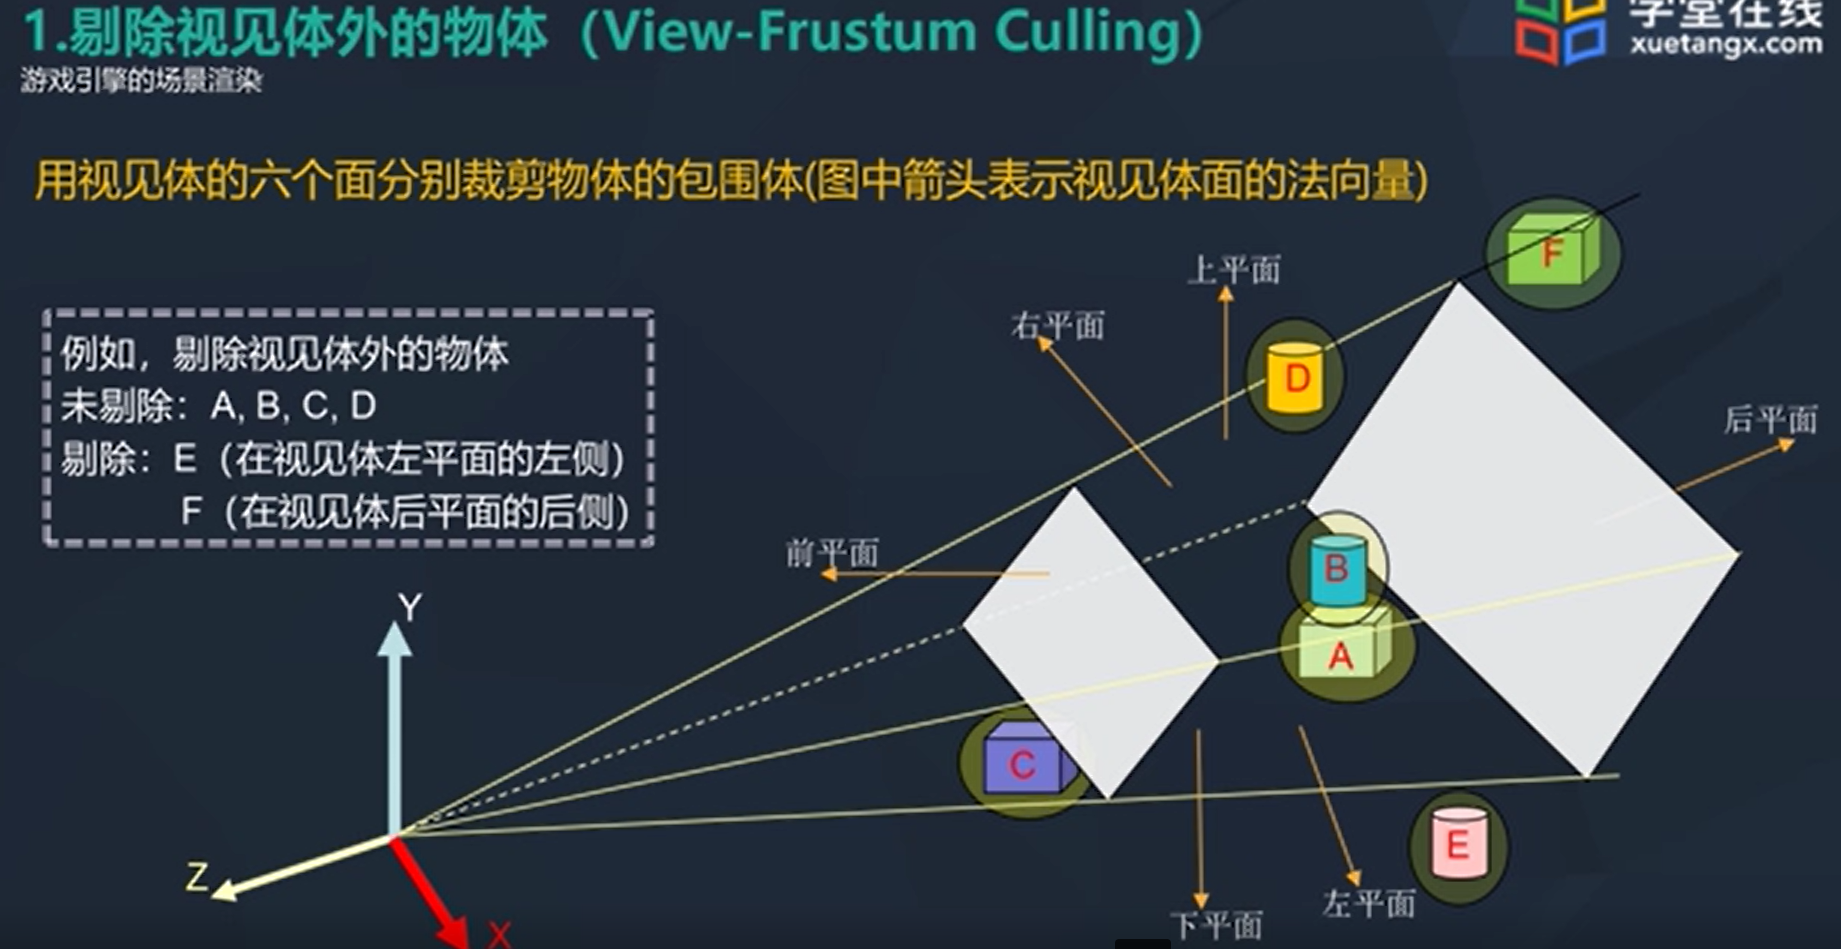 1.剔除视见体外的物体（View-Frustum Culling）
学堂在线
xuetangx.com
游戏引擎的场景渲染
用视见体的六个面分别裁剪物体的包围体(图中箭头表示视见体面的法向量)
例如，剔除视见体外的物体
未剔除：A, B, C, D
剔除：E（在视见体左平面的左侧）
F（在视见体后平面的后侧）
F
上平面
右平面
D
后平面
前平面
B
A
Y
C
E
Z
左平面
下平面
X